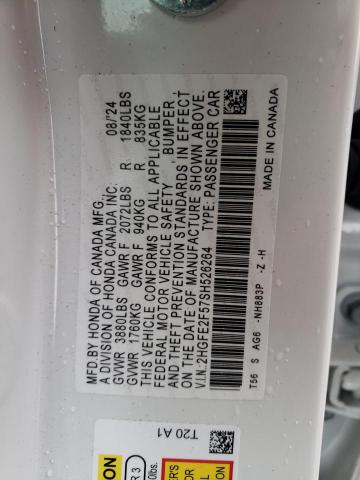 MFD.BY HONDA OF CANADA MFG.,
A DIVISION OF HONDA CANADA INC. 08/'24
GVWR 3880LBS GAWR F 2072LBS R 1840LBS
GVWR 1760KG GAWR F 940KG R 835KG
THIS VEHICLE CONFORMS TO ALL APPLICABLE
FEDERAL MOTOR VEHICLE SAFETY , BUMPER ,
AND THEFT PREVENTION STANDARDS IN EFFECT
ON THE DATE OF MANUFACTURE SHOWN ABOVE.
V.I.N.:2HGFE2F57SH526264 TYPE: PASSENGER CAR
T56 S AG6 -NH883P -Z -H
MADE IN CANADA
T20 A1